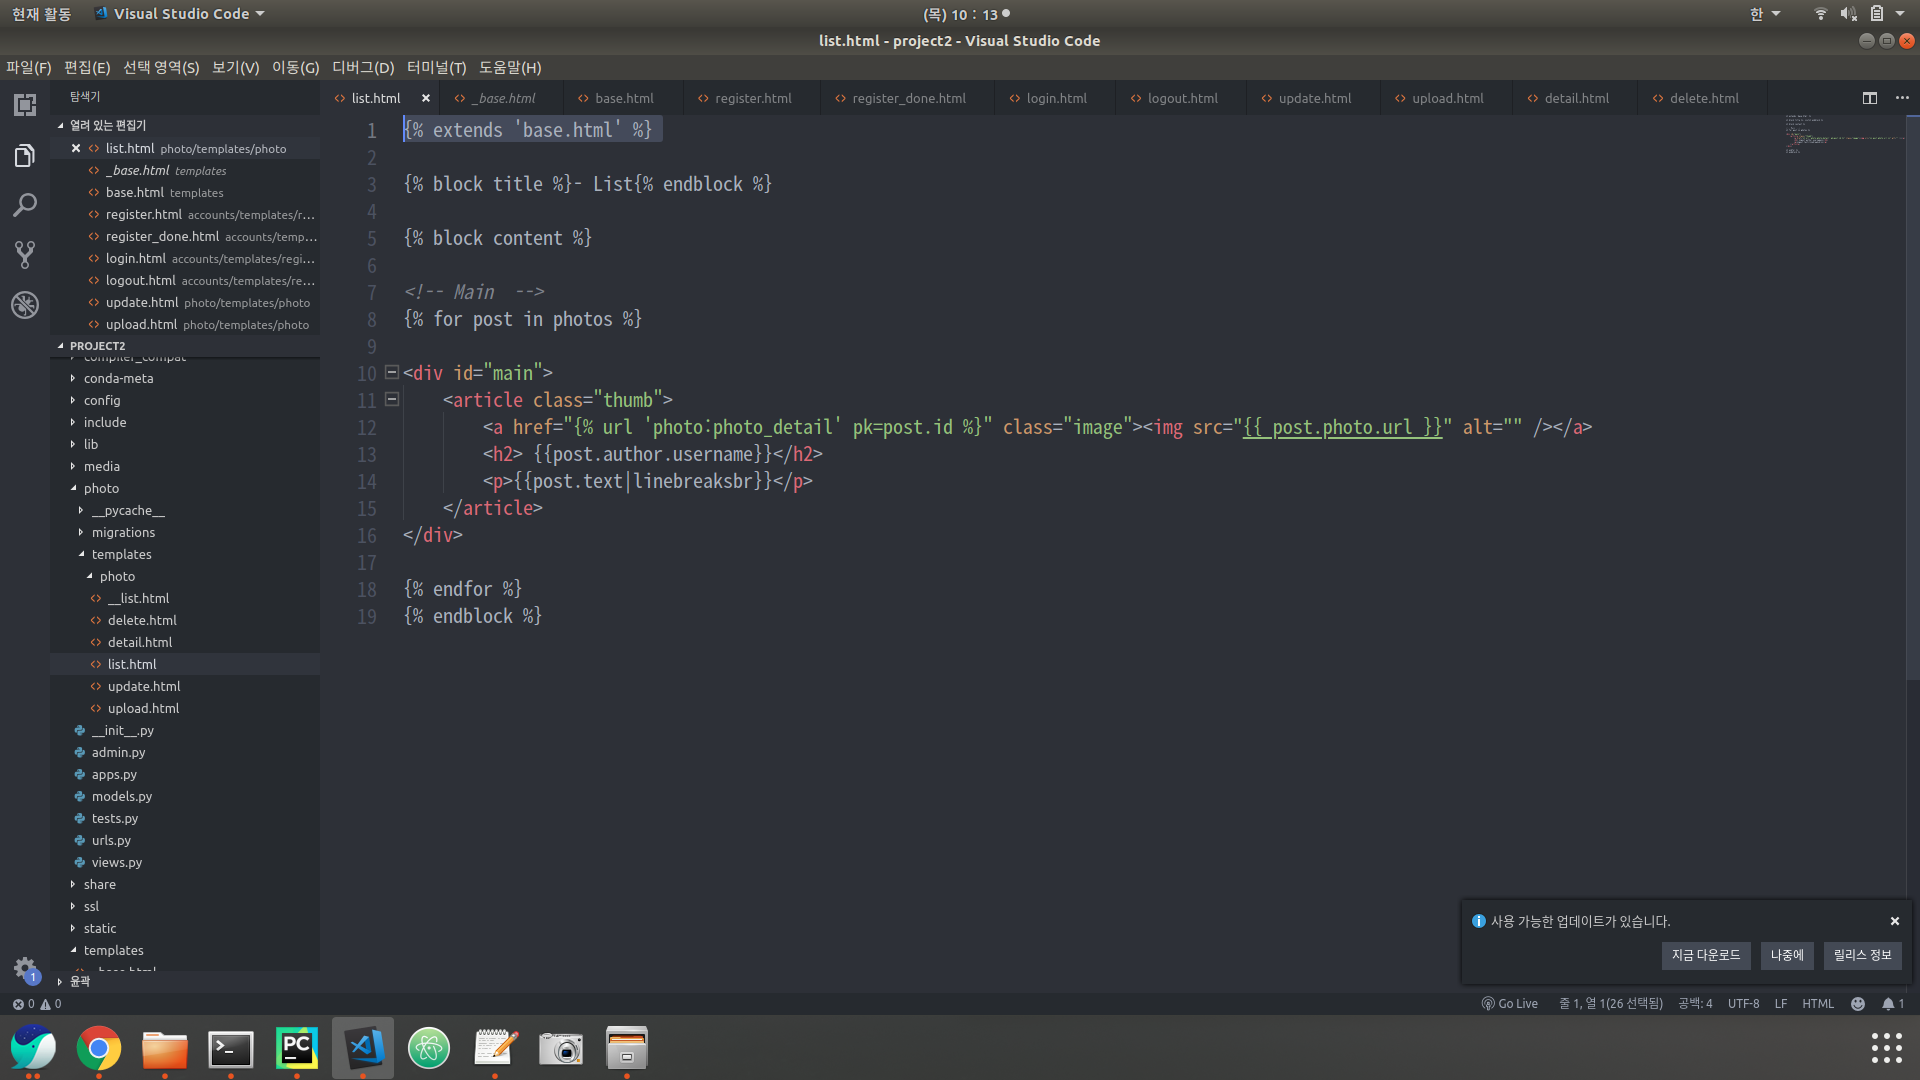 현재 활동
Visual Studio Code
(목) 10 : 13
한
list.html - project2 - Visual Studio Code
파일(F) 편집(E) 선택 영역(S) 보기(V) 이동(G) 디버그(D) 터미널(T) 도움말(H)
탐색기
list.html
_base.html
base.html
register.html
register_done.html
login.html
logout.html
update.html
upload.html
detail.html
delete.html
열려 있는 편집기
list.html photo/templates/photo
_base.html templates
base.html templates
register.html accounts/templates/r...
register_done.html accounts/temp...
login.html accounts/templates/regi...
logout.html accounts/templates/re...
update.html photo/templates/photo
upload.html photo/templates/photo
PROJECT2
compiler_compat
conda-meta
config
include
lib
media
photo
__pycache__
migrations
templates
photo
__list.html
delete.html
detail.html
list.html
update.html
upload.html
__init__.py
admin.py
apps.py
models.py
tests.py
urls.py
views.py
share
ssl
static
templates
_base.html
윤곽
1 {% extends 'base.html' %}
2
3 {% block title %}- List{% endblock %}
4
5 {% block content %}
6
7 <!-- Main  -->
8 {% for post in photos %}
9
10 <div id="main">
11     <article class="thumb">
12         <a href="{% url 'photo:photo_detail' pk=post.id %}" class="image"><img src="{{ post.photo.url }}" alt="" /></a>
13         <h2> {{post.author.username}}</h2>
14         <p>{{post.text|linebreaksbr}}</p>
15     </article>
16 </div>
17
18 {% endfor %}
19 {% endblock %}
사용 가능한 업데이트가 있습니다.
지금 다운로드
나중에
릴리스 정보
1
0 0
Go Live
줄 1, 열 1(26 선택됨)
공백: 4
UTF-8
LF
HTML
1
PC